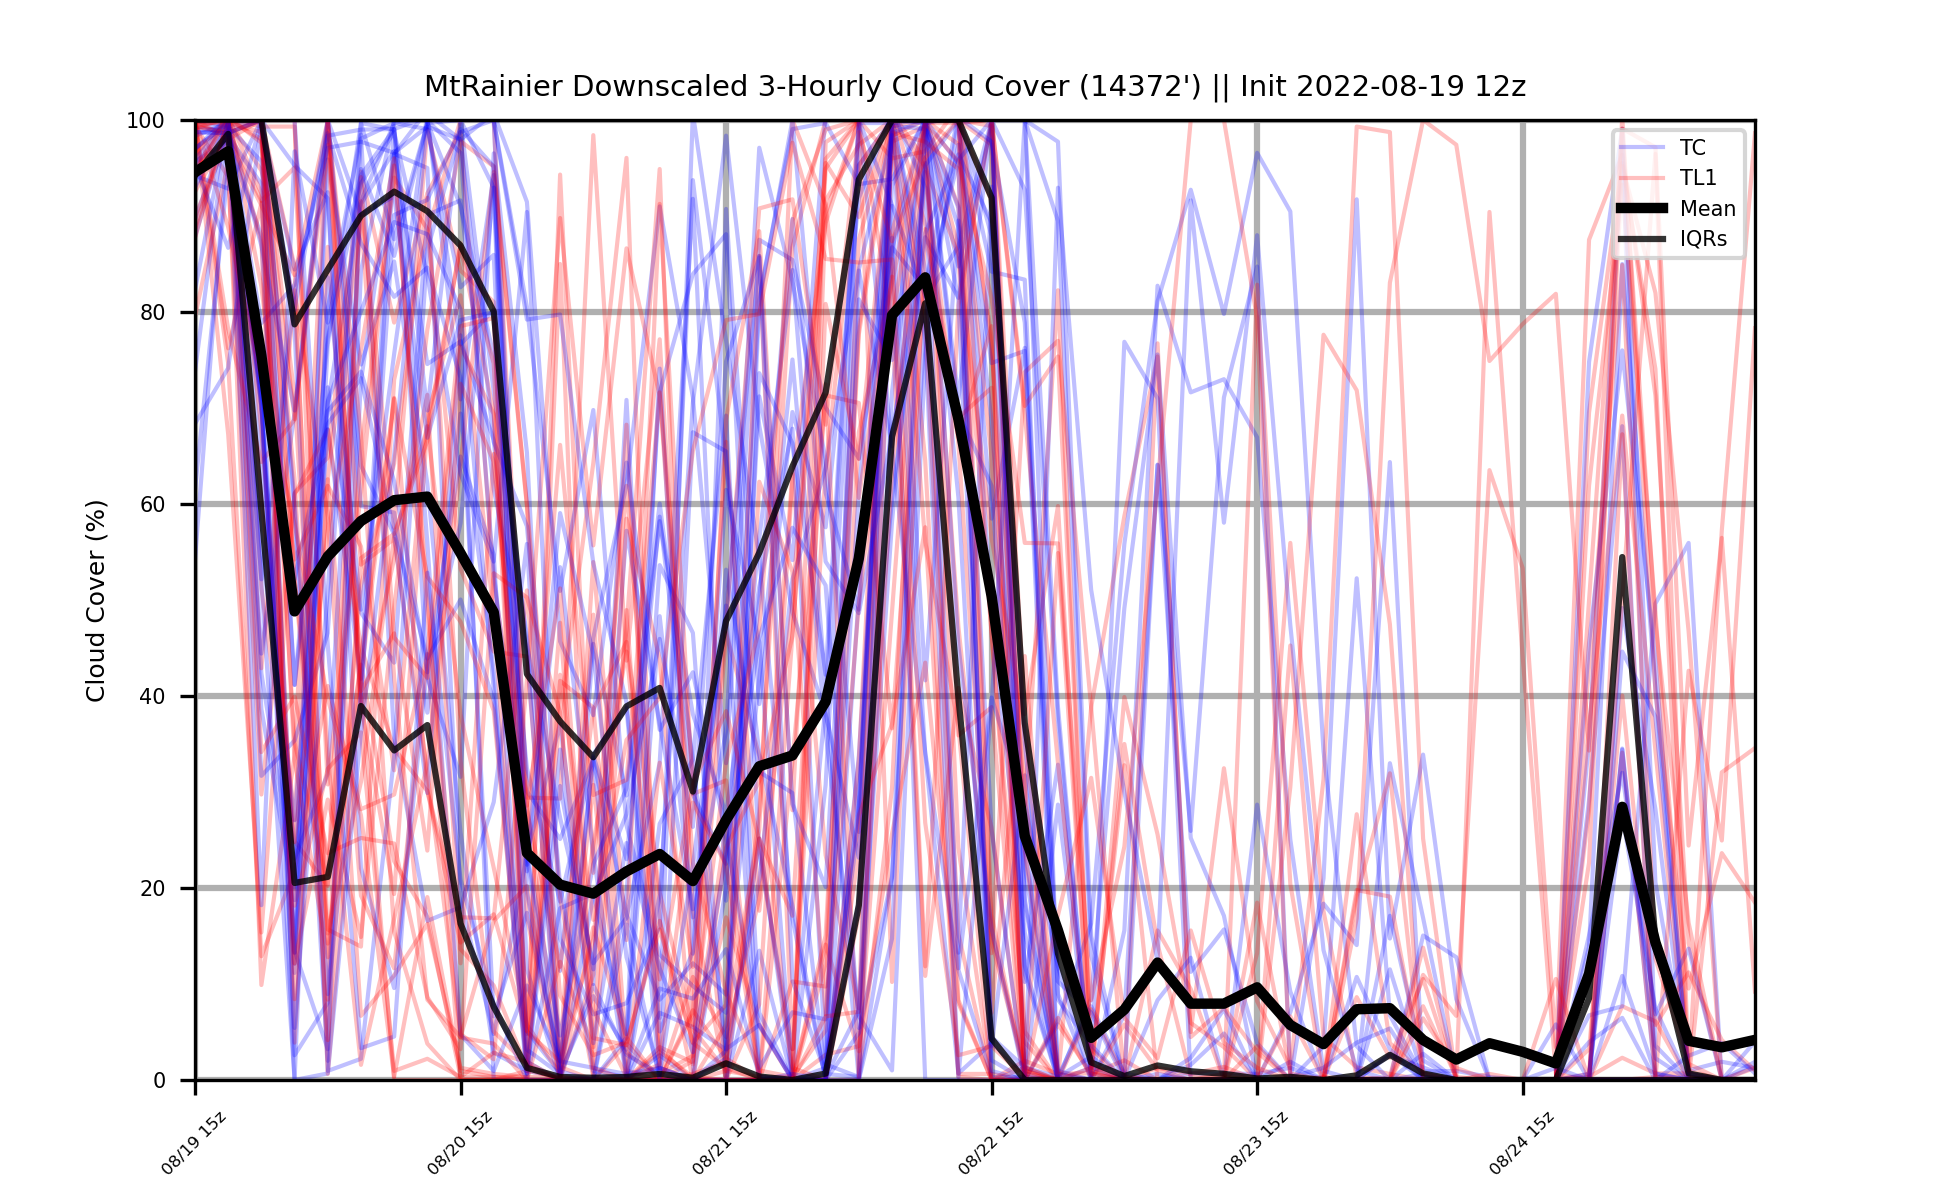 MtRainier Downscaled 3-Hourly Cloud Cover (14372') || Init 2022-08-19 12z
TC
TL1
Mean
IQRs
Cloud Cover (%)
100
80
60
40
20
0
08/19 15z
08/20 15z
08/21 15z
08/22 15z
08/23 15z
08/24 15z